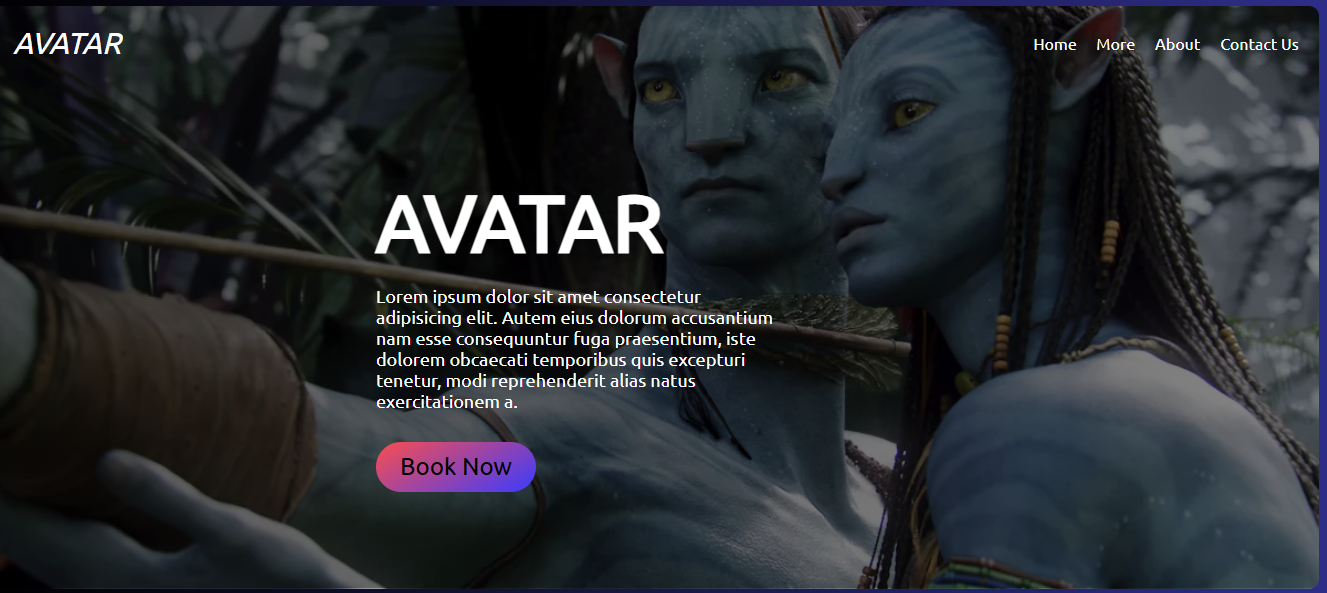 AVATAR
Home More About Contact Us
AVATAR
Lorem ipsum dolor sit amet consectetur
adipisicing elit. Autem eius dolorum accusantium
nam esse consequuntur fuga praesentium, iste
dolorem obcaecati temporibus quis excepturi
tenetur, modi reprehenderit alias natus
exercitationem a.
Book Now